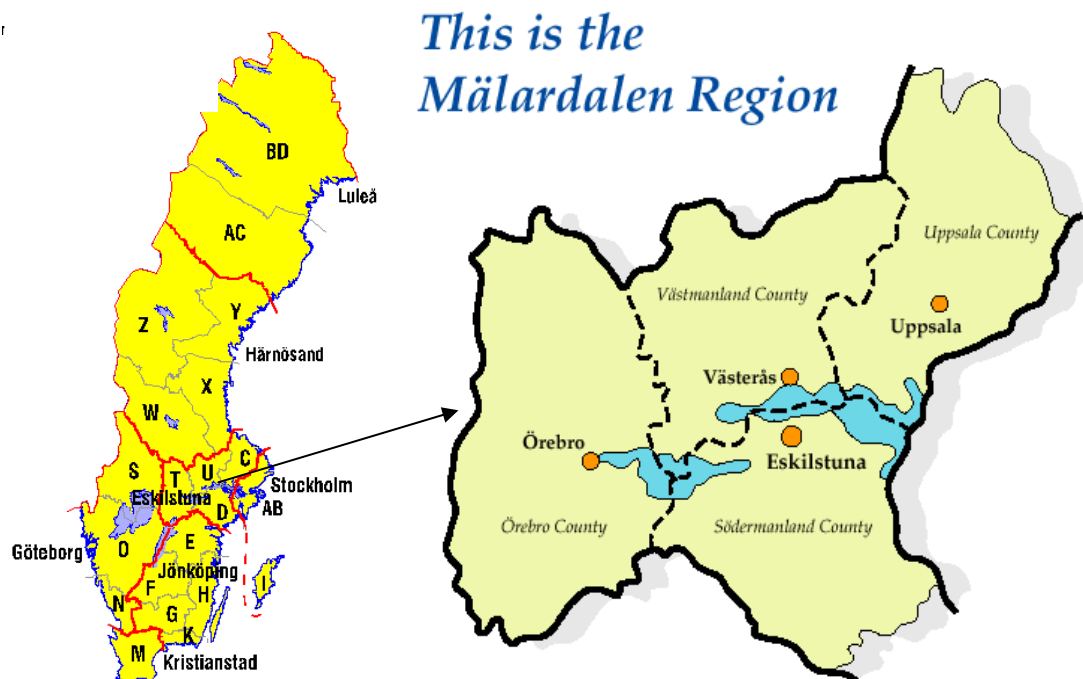 r
This is the
Mälardalen Region
BD
Luleå
AC
Y
Z
Härnösand
X
W
S
T
U
C
Eskilstuna
Stockholm
AB
D
Göteborg
O
E
Jönköping
F
H
I
N
G
K
M
Kristianstad
Uppsala County
Västmanland County
Uppsala
Västerås
Örebro
Eskilstuna
Örebro County
Södermanland County